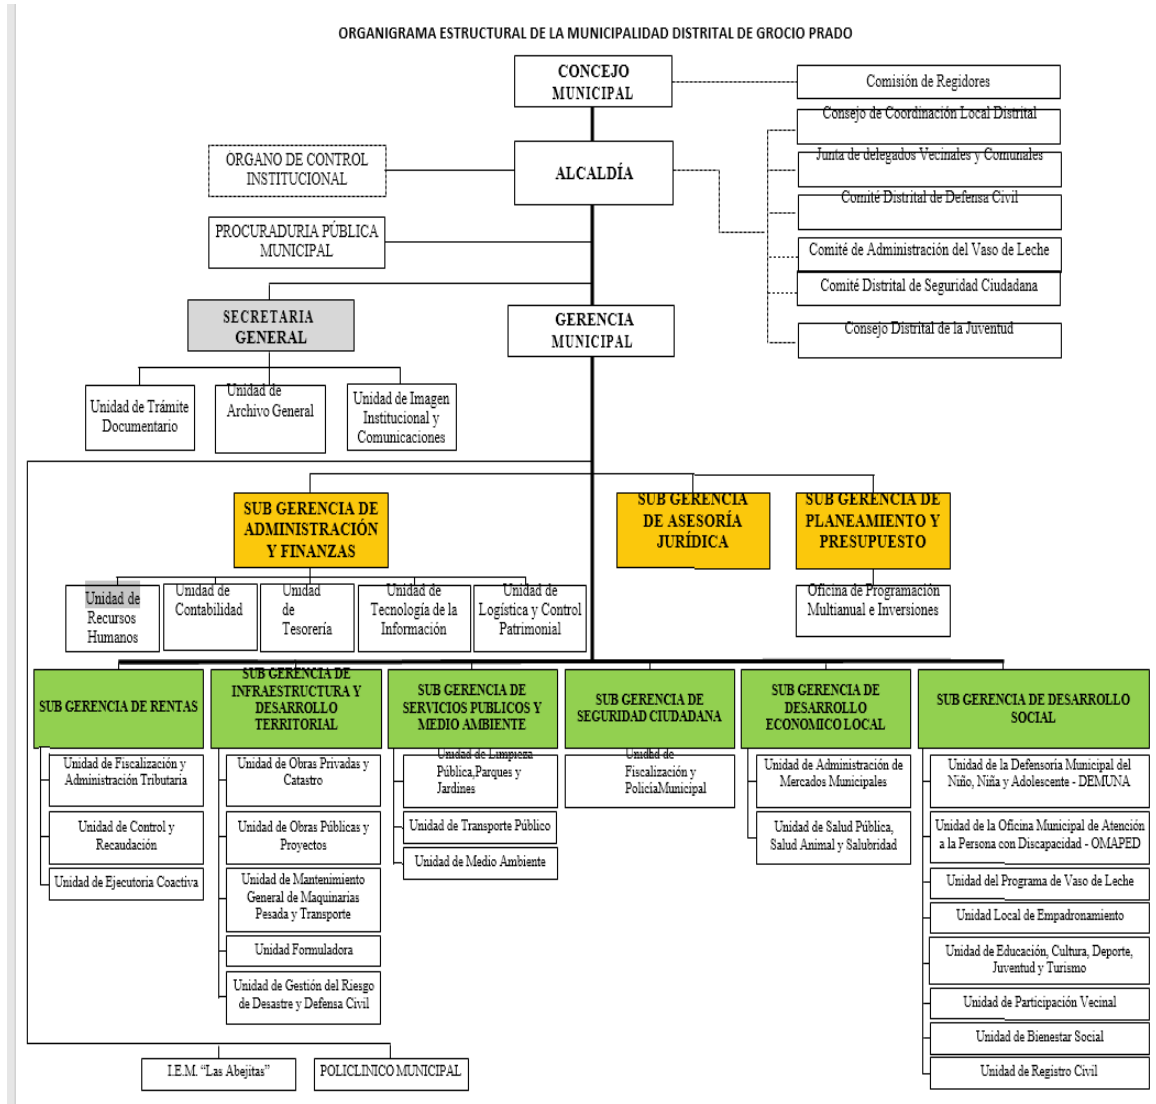 ORGANIGRAMA ESTRUCTURAL DE LA MUNICIPALIDAD DISTRITAL DE GROCIO PRADO
CONCEJO
MUNICIPAL
Comisión de Regidores
Consejo de Coordinación Local Distrital
Junta de delegados Vecinales y Comunales
Comité Distrital de Defensa Civil
Comité de Administración del Vaso de Leche
Comité Distrital de Seguridad Ciudadana
Consejo Distrital de la Juventud
ORGANO DE CONTROL
INSTITUCIONAL
ALCALDÍA
PROCURADURIA PÚBLICA
MUNICIPAL
SECRETARIA
GENERAL
GERENCIA
MUNICIPAL
Unidad de Trámite
Documentario
Unidad de
Archivo General
Unidad de Imagen
Institucional y
Comunicaciones
SUB GERENCIA DE
ADMINISTRACIÓN
Y FINANZAS
SUB GERENCIA
DE ASESORÍA
JURÍDICA
SUB GERENCIA DE
PLANEAMIENTO Y
PRESUPUESTO
Unidad de
Recursos
Humanos
Unidad de
Contabilidad
Unidad
de
Tesorería
Unidad de
Tecnología de la
Información
Unidad de
Logística y Control
Patrimonial
Oficina de Programación
Multianual e Inversiones
SUB GERENCIA DE RENTAS
SUB GERENCIA DE
INFRAESTRUCTURA Y
DESARROLLO
TERRITORIAL
SUB GERENCIA DE
SERVICIOS PUBLICOS Y
MEDIO AMBIENTE
SUB GERENCIA DE
SEGURIDAD CIUDADANA
SUB GERENCIA DE
DESARROLLO
ECONOMICO LOCAL
SUB GERENCIA DE DESARROLLO
SOCIAL
Unidad de Fiscalización y
Administración Tributaria
Unidad de Control y
Recaudación
Unidad de Ejecutoria Coactiva
Unidad de Obras Privadas y
Catastro
Unidad de Obras Públicas y
Proyectos
Unidad de Mantenimiento
General de Maquinarias
Pesada y Transporte
Unidad Formuladora
Unidad de Gestión del Riesgo
de Desastre y Defensa Civil
Unidad de Limpieza
Pública,Parques y
Jardines
Unidad de Transporte Público
Unidad de Medio Ambiente
Unidad de
Fiscalización y
PolicíaMunicipal
Unidad de Administración de
Mercados Municipales
Unidad de Salud Pública,
Salud Animal y Salubridad
Unidad de la Defensoría Municipal del
Niño, Niña y Adolescente - DEMUNA
Unidad de la Oficina Municipal de Atención
a la Persona con Discapacidad - OMAPED
Unidad del Programa de Vaso de Leche
Unidad Local de Empadronamiento
Unidad de Educación, Cultura, Deporte,
Juventud y Turismo
Unidad de Participación Vecinal
Unidad de Bienestar Social
Unidad de Registro Civil
I.E.M. “Las Abejitas”
POLICLINICO MUNICIPAL